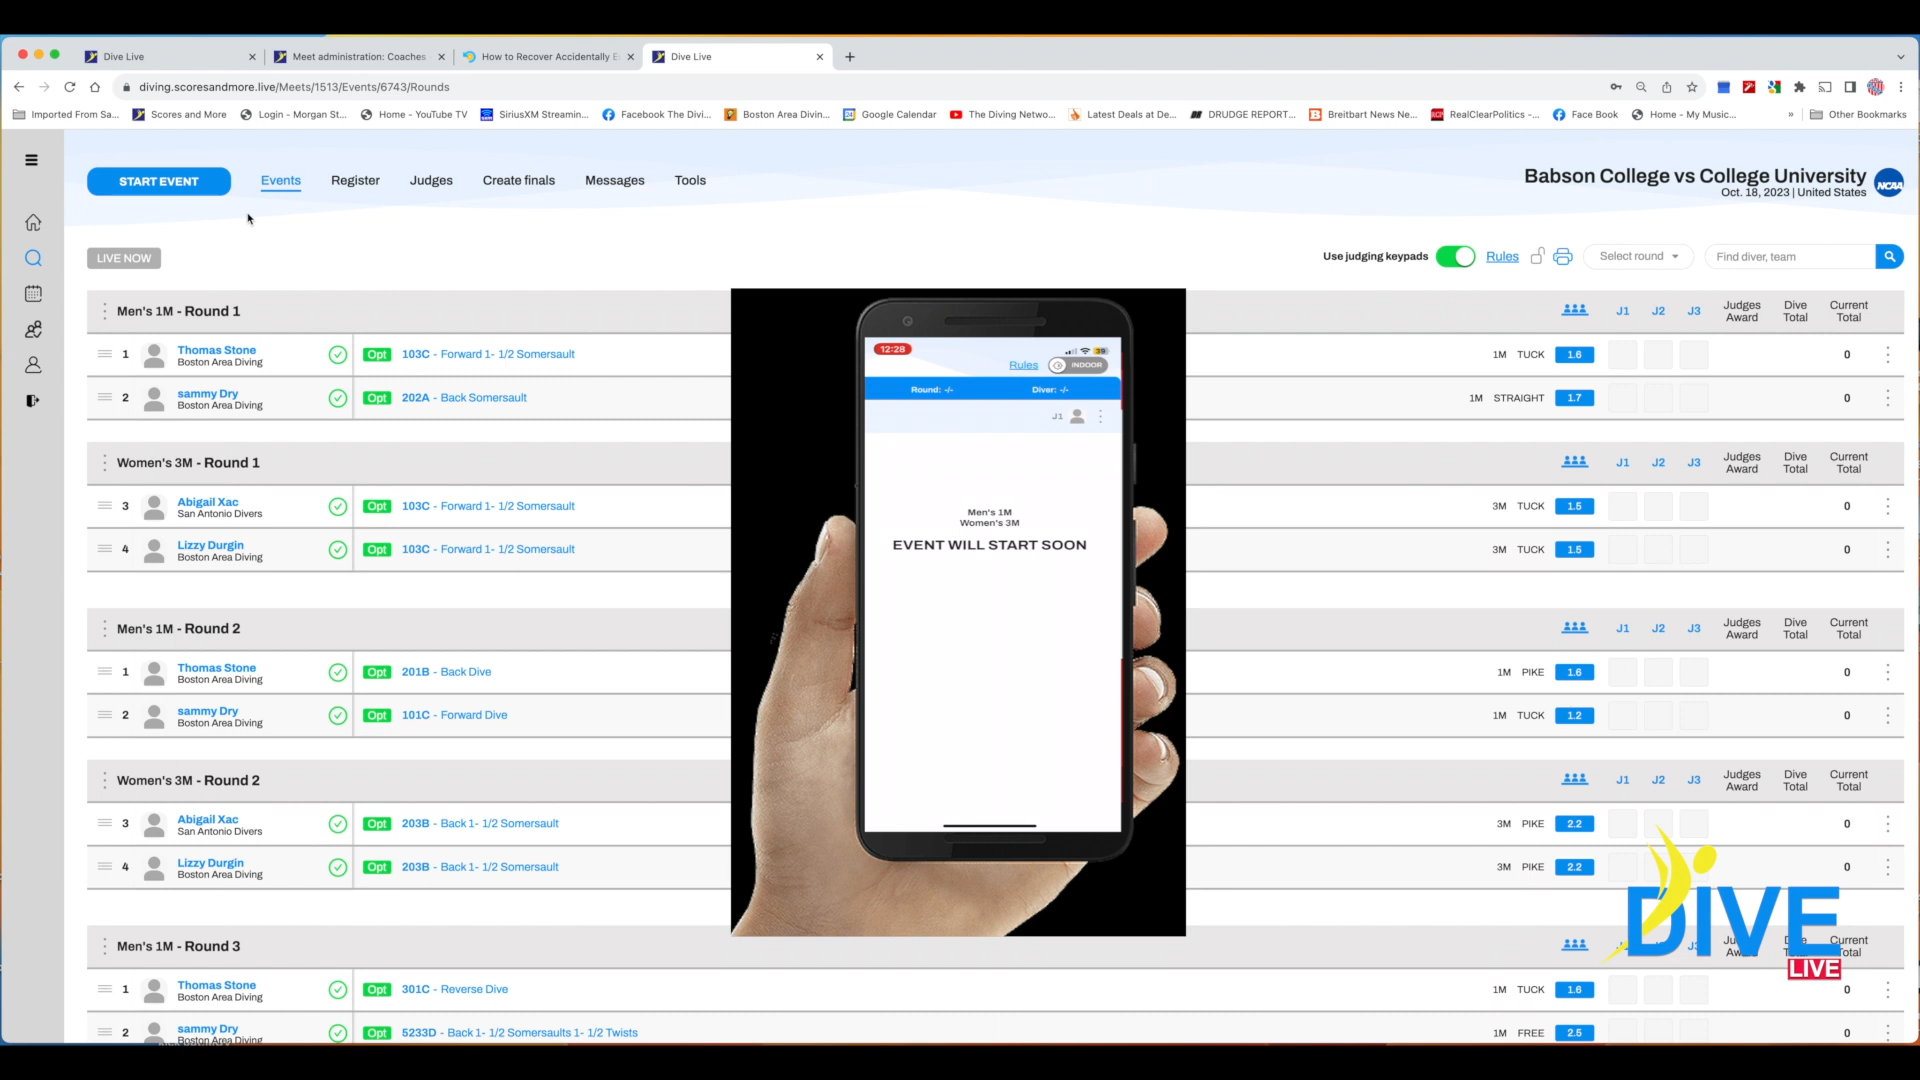 Dive Live
Meet administration: Coaches
How to Recover Accidentally E
Dive Live
diving.scoresandmore.live/Meets/1513/Events/6743/Rounds
Imported From Sa...
Scores and More
Login - Morgan St...
Home - YouTube TV
SiriusXM Streamin...
Facebook The Divi...
Boston Area Divin...
Google Calendar
The Diving Netwo...
Latest Deals at De...
DRUDGE REPORT...
Breitbart News Ne...
RealClearPolitics -...
Face Book
Home - My Music...
» Other Bookmarks
START EVENT
Events
Register
Judges
Create finals
Messages
Tools
Babson College vs College University
Oct. 18, 2023 | United States
NCAA
LIVE NOW
Use judging keypads
Rules
Select round
Find diver, team
Men's 1M - Round 1
J1 J2 J3 Judges Award Dive Total Current Total
1 Thomas Stone
Boston Area Diving
Opt 103C - Forward 1- 1/2 Somersault
1M TUCK 1.6 0
2 sammy Dry
Boston Area Diving
Opt 202A - Back Somersault
1M STRAIGHT 1.7 0
Women's 3M - Round 1
J1 J2 J3 Judges Award Dive Total Current Total
3 Abigail Xac
San Antonio Divers
Opt 103C - Forward 1- 1/2 Somersault
3M TUCK 1.5 0
4 Lizzy Durgin
Boston Area Diving
Opt 103C - Forward 1- 1/2 Somersault
3M TUCK 1.5 0
Men's 1M - Round 2
J1 J2 J3 Judges Award Dive Total Current Total
1 Thomas Stone
Boston Area Diving
Opt 201B - Back Dive
1M PIKE 1.6 0
2 sammy Dry
Boston Area Diving
Opt 101C - Forward Dive
1M TUCK 1.2 0
Women's 3M - Round 2
J1 J2 J3 Judges Award Dive Total Current Total
3 Abigail Xac
San Antonio Divers
Opt 203B - Back 1- 1/2 Somersault
3M PIKE 2.2 0
4 Lizzy Durgin
Boston Area Diving
Opt 203B - Back 1- 1/2 Somersault
3M PIKE 2.2 0
Men's 1M - Round 3
Current
1 Thomas Stone
Boston Area Diving
Opt 301C - Reverse Dive
1M TUCK 1.6 0
2 sammy Dry
Boston Area Diving
Opt 5233D - Back 1- 1/2 Somersaults 1- 1/2 Twists
1M FREE 2.5 0
12:28
39
Rules
INDOOR
Round: -/-
Diver: -/-
J1
Men's 1M
Women's 3M
EVENT WILL START SOON
DIVE
LIVE